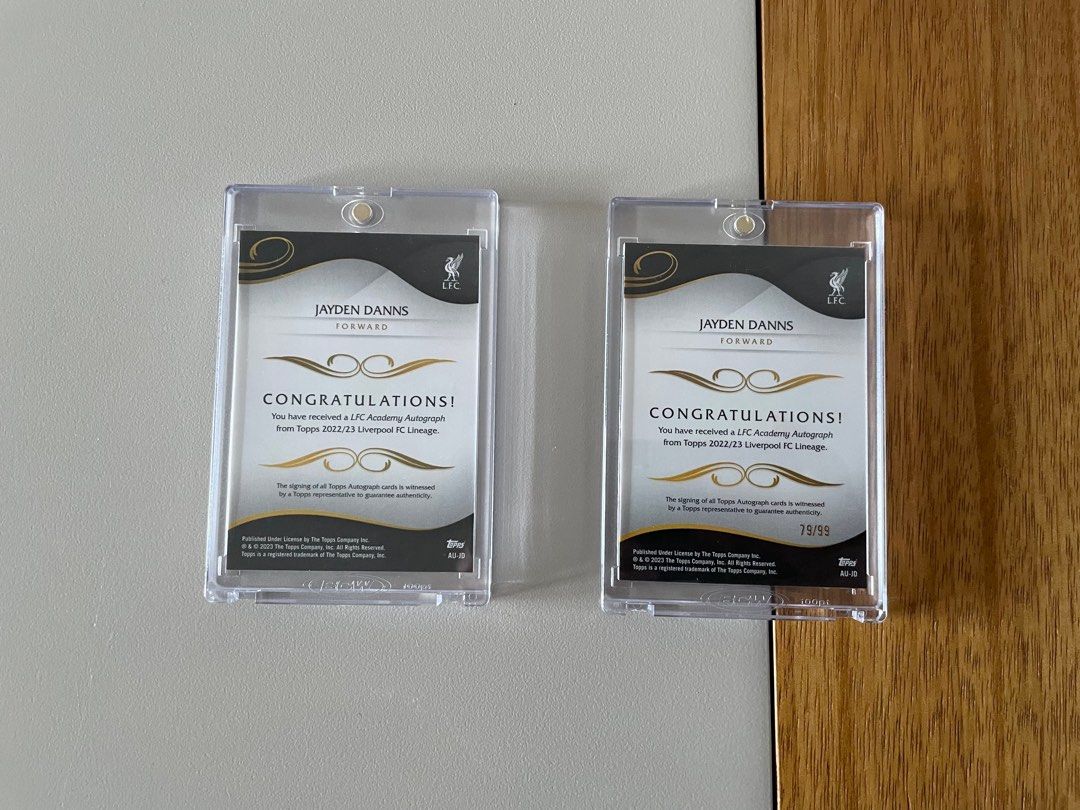 L.F.C.
JAYDEN DANNS
FORWARD
CONGRATULATIONS!
You have received a LFC Academy Autograph
from Topps 2022/23 Liverpool FC Lineage.
The signing of all Topps Autograph cards is witnessed
by a Topps representative to guarantee authenticity.
Published Under License by The Topps Company Inc.
® & © 2023 The Topps Company, Inc. All Rights Reserved.
Topps is a registered trademark of The Topps Company, Inc.
Topps
AU-JD
100pt
L.F.C.
JAYDEN DANNS
FORWARD
CONGRATULATIONS!
You have received a LFC Academy Autograph
from Topps 2022/23 Liverpool FC Lineage.
The signing of all Topps Autograph cards is witnessed
by a Topps representative to guarantee authenticity.
79/99
Published Under License by The Topps Company Inc.
® & © 2023 The Topps Company, Inc. All Rights Reserved.
Topps is a registered trademark of The Topps Company, Inc.
Topps
AU-JD
100pt